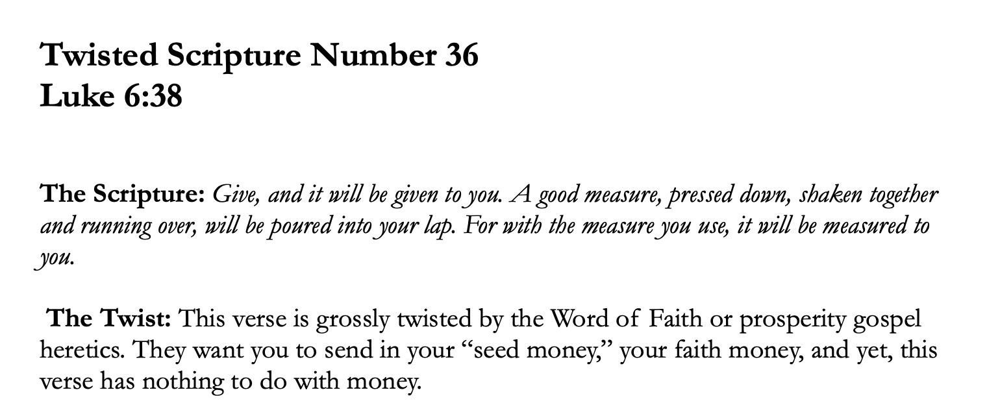 Twisted Scripture Number 36
Luke 6:38
The Scripture: Give, and it will be given to you. A good measure, pressed down, shaken together
and running over, will be poured into your lap. For with the measure you use, it will be measured to
you.
The Twist: This verse is grossly twisted by the Word of Faith or prosperity gospel
heretics. They want you to send in your “seed money,” your faith money, and yet, this
verse has nothing to do with money.